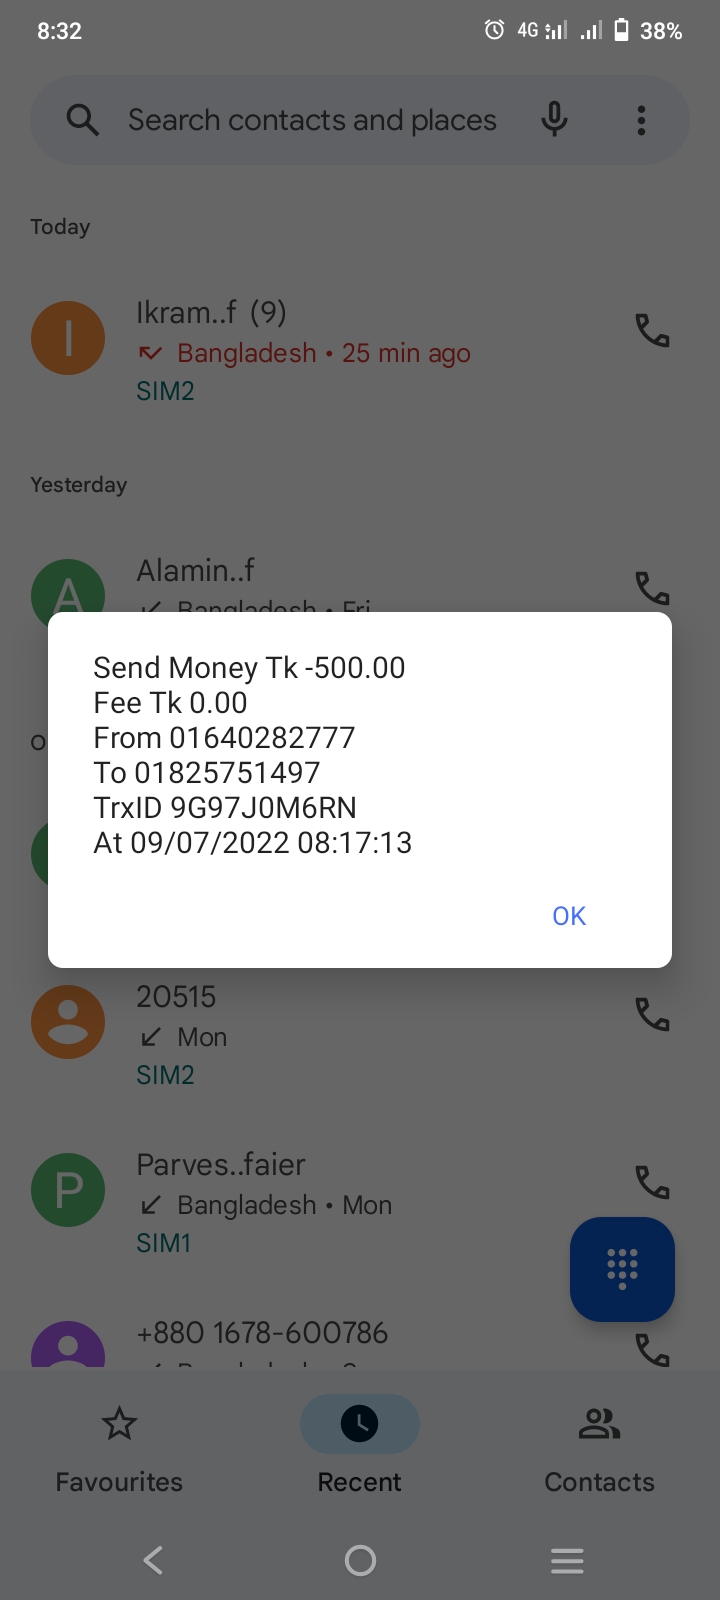 8:32
4G
38%
Search contacts and places
Today
I
Ikram..f (9)
Bangladesh • 25 min ago
SIM2
Yesterday
A
Alamin..f
Bangladesh • Fri
Send Money Tk -500.00
Fee Tk 0.00
From 01640282777
To 01825751497
TrxID 9G97J0M6RN
At 09/07/2022 08:17:13
OK
20515
Mon
SIM2
P
Parves..faier
Bangladesh • Mon
SIM1
+880 1678-600786
Favourites
Recent
Contacts